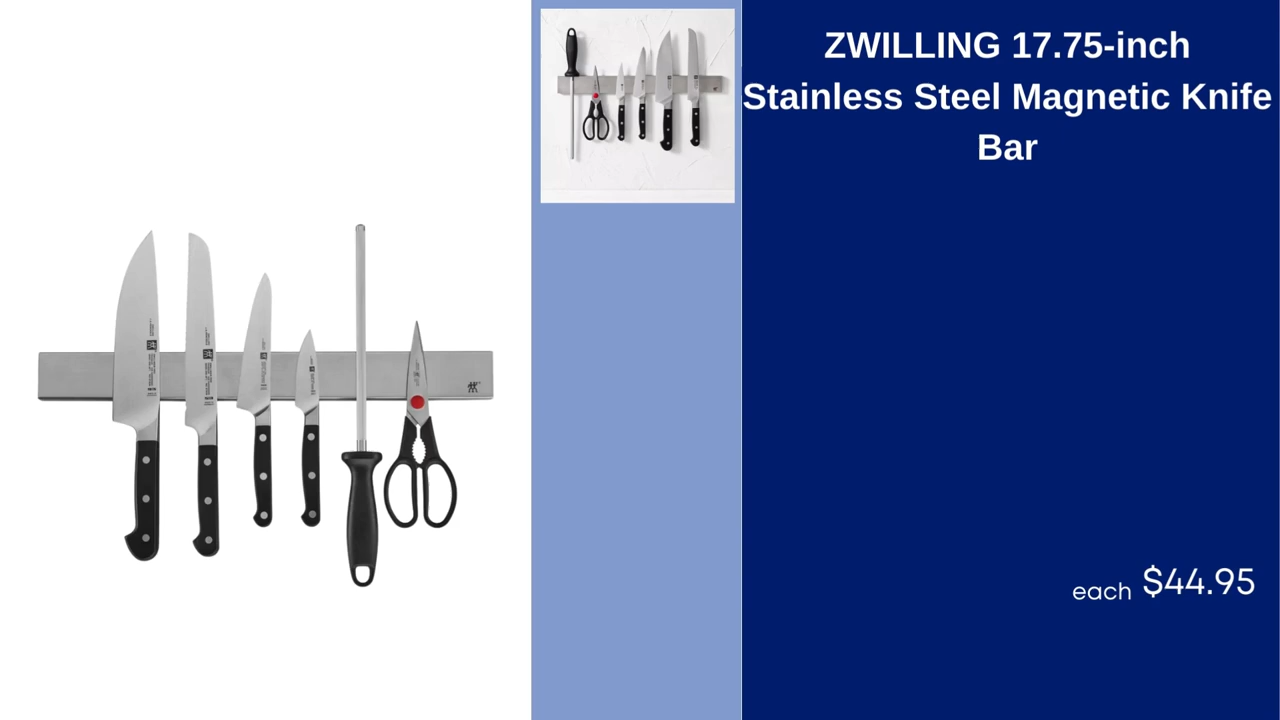 ZWILLING 17.75-inch
Stainless Steel Magnetic Knife
Bar
each $44.95